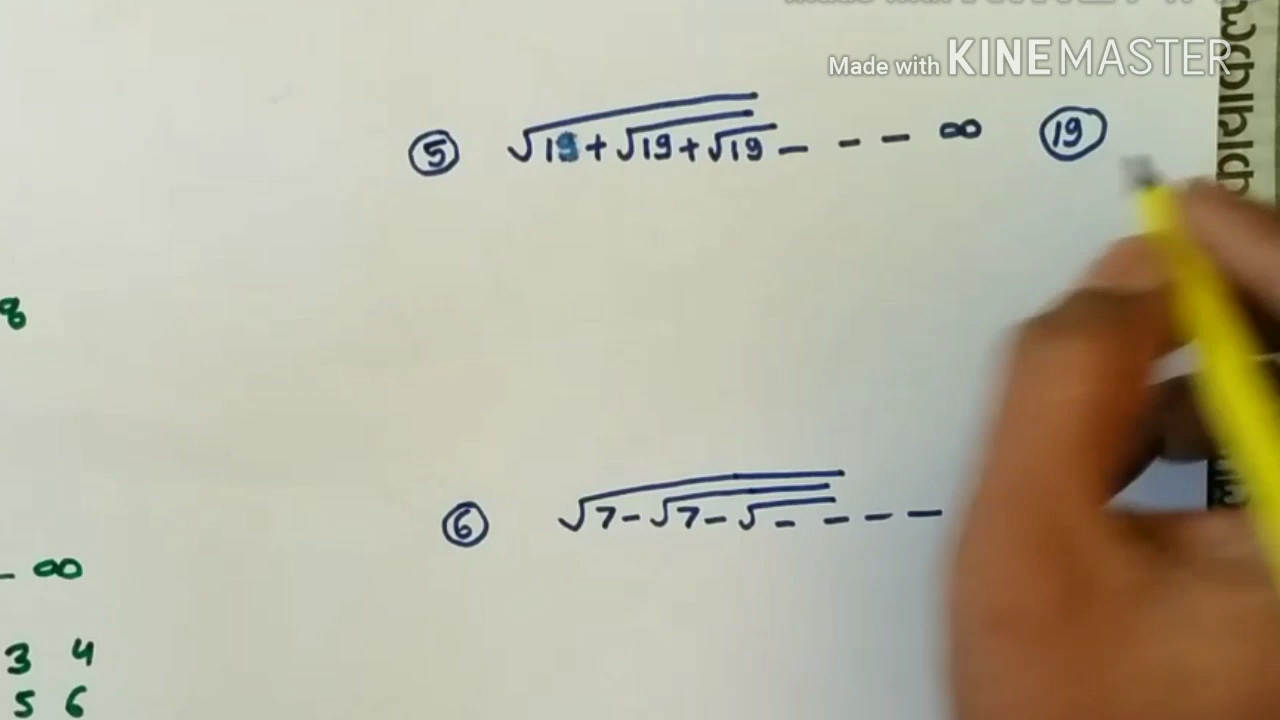 Made with KINEMASTER
⑤ √19+√19+√19 - - - ∞ ⑲
8
⑥ √7-√7-√- - - -
- ∞
3 4
5 6